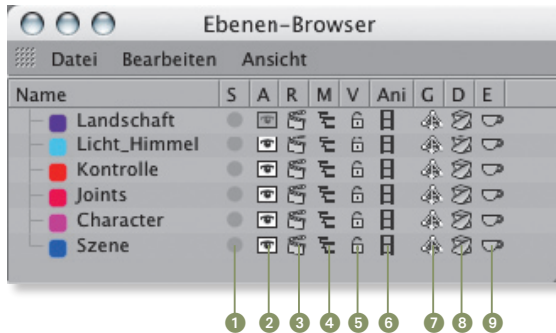 Ebenen-Browser
Datei Bearbeiten Ansicht
Name S A R M V Ani G D E
Landschaft
Licht_Himmel
Kontrolle
Joints
Character
Szene
1 2 3 4 5 6 7 8 9